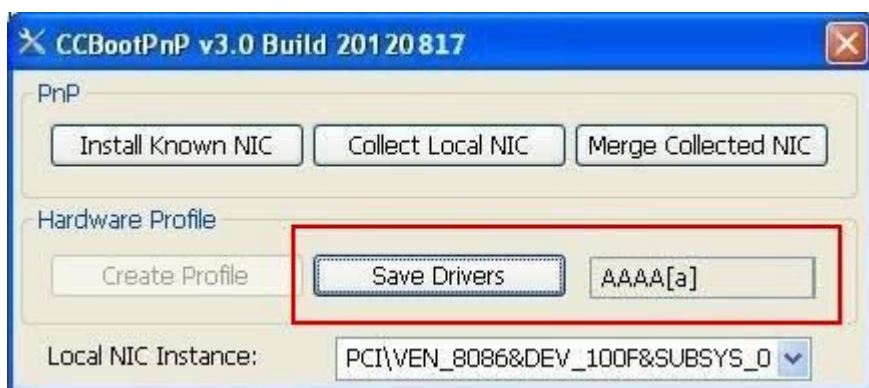 CCBootPnP v3.0 Build 20120817
PnP
Install Known NIC Collect Local NIC Merge Collected NIC
Hardware Profile
Create Profile Save Drivers AAAA[a]
Local NIC Instance: PCI\VEN_8086&DEV_100F&SUBSYS_0